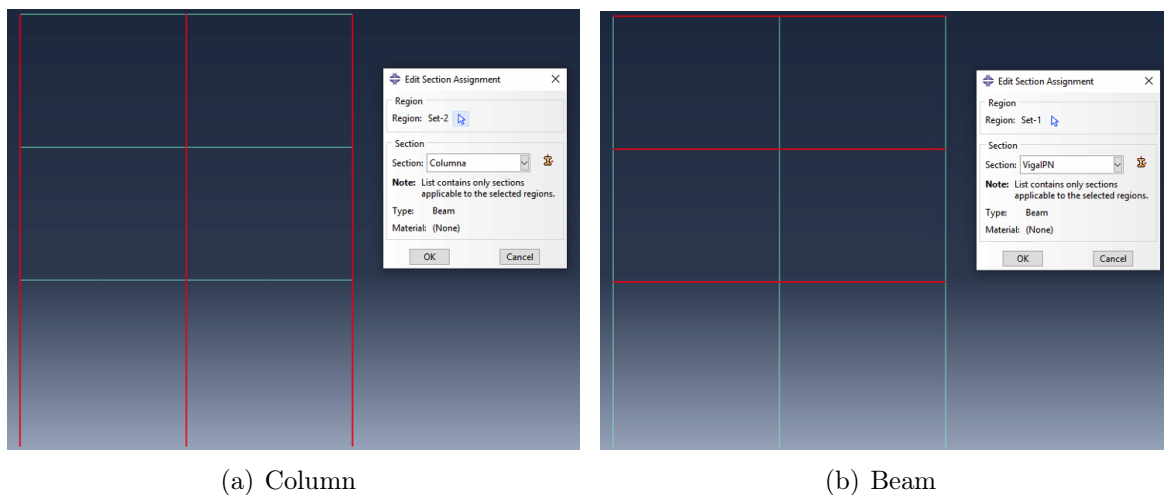 Edit Section Assignment
Region
Region: Set-2
Section
Section: Columna
Note: List contains only sections
applicable to the selected regions.
Type: Beam
Material: (None)
OK Cancel
(a) Column
Edit Section Assignment
Region
Region: Set-1
Section
Section: VigaIPN
Note: List contains only sections
applicable to the selected regions.
Type: Beam
Material: (None)
OK Cancel
(b) Beam